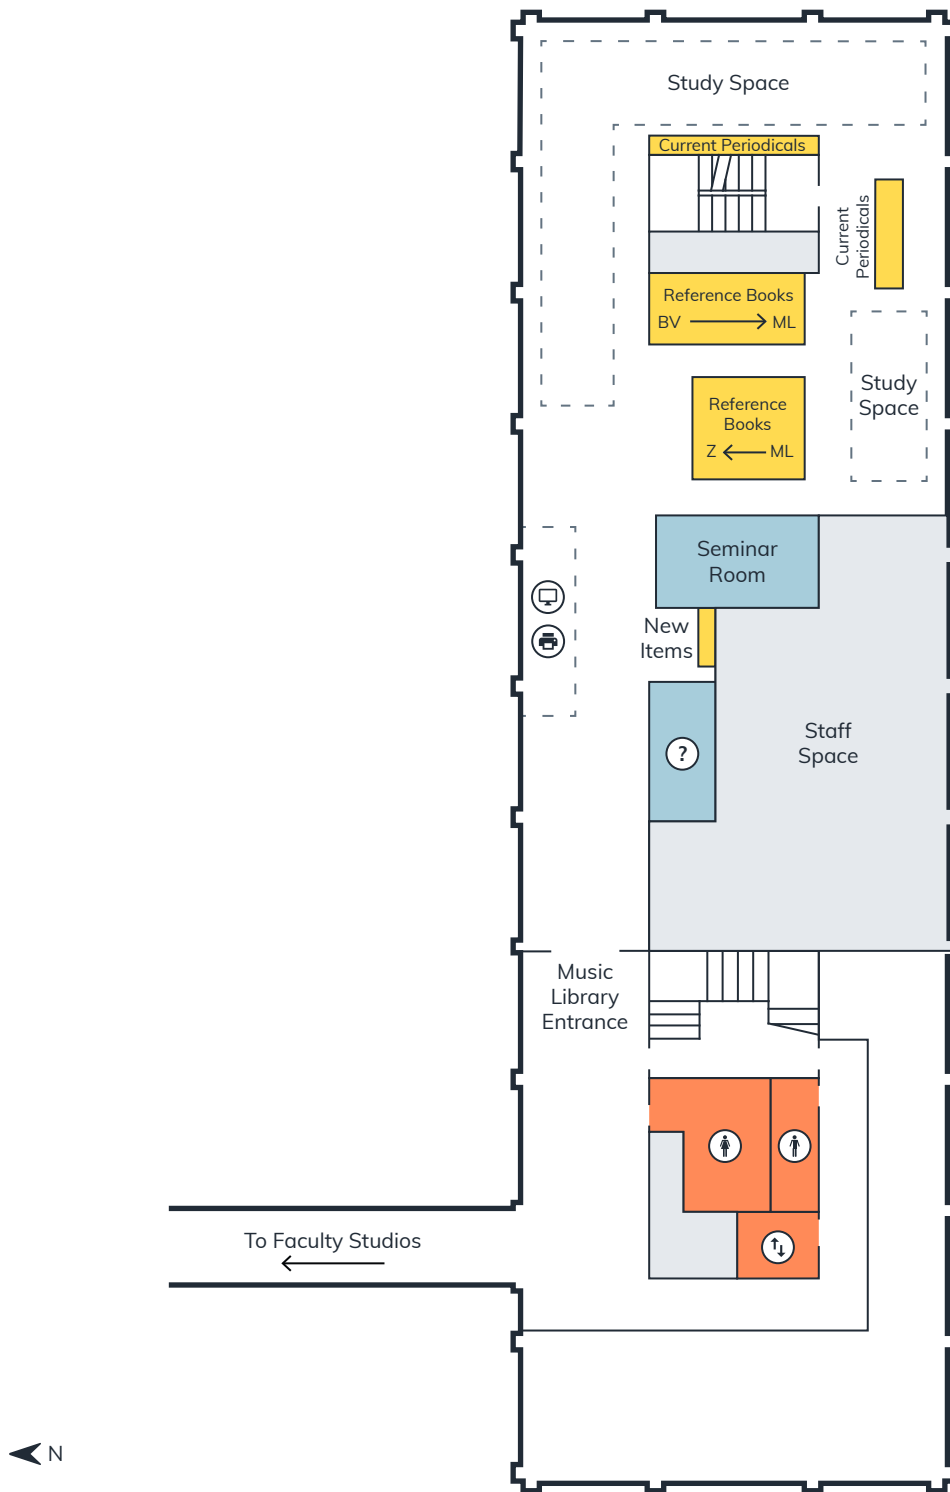 Study Space
Current Periodicals
Current
Periodicals
Reference Books
BV ML
Study
Space
Reference
Books
Z ML
Seminar
Room
New
Items
?
Staff
Space
Music
Library
Entrance
To Faculty Studios
N